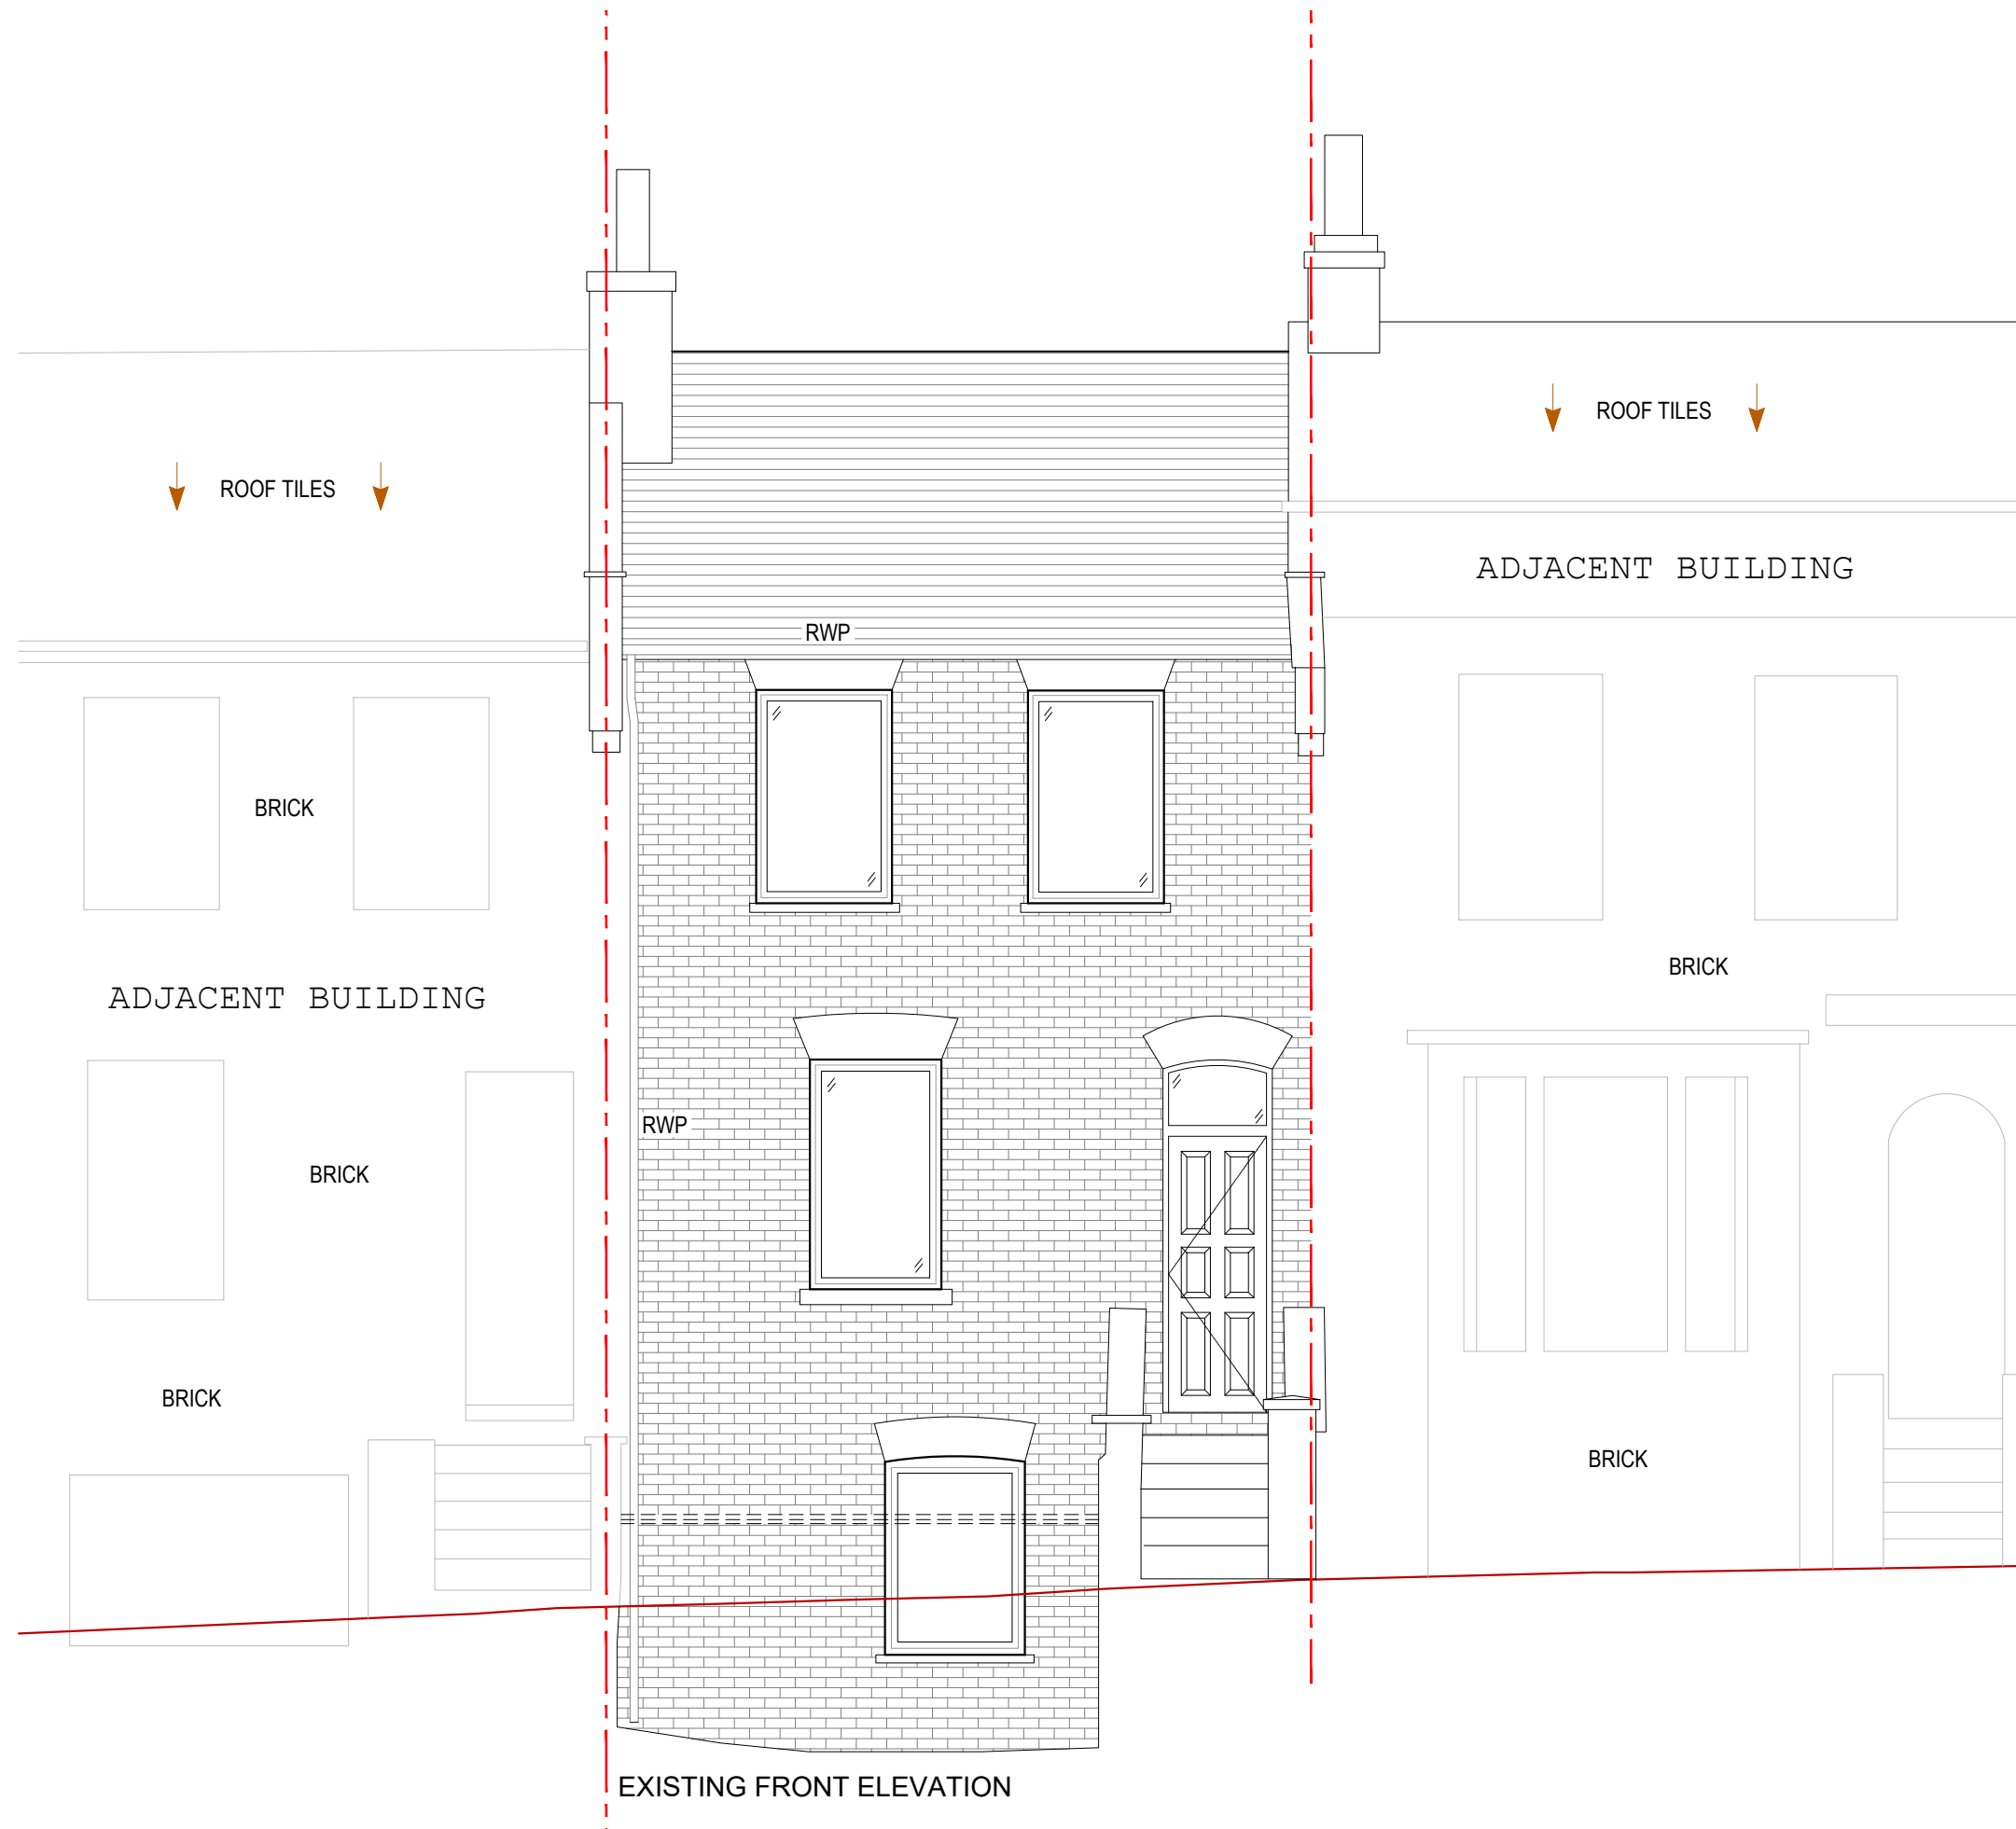 ROOF TILES
ROOF TILES
ADJACENT BUILDING
RWP
BRICK
BRICK
ADJACENT BUILDING
RWP
BRICK
BRICK
BRICK
EXISTING FRONT ELEVATION